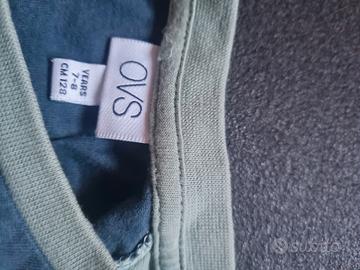 OVS
YEARS
7-8
CM 128
SUBITO